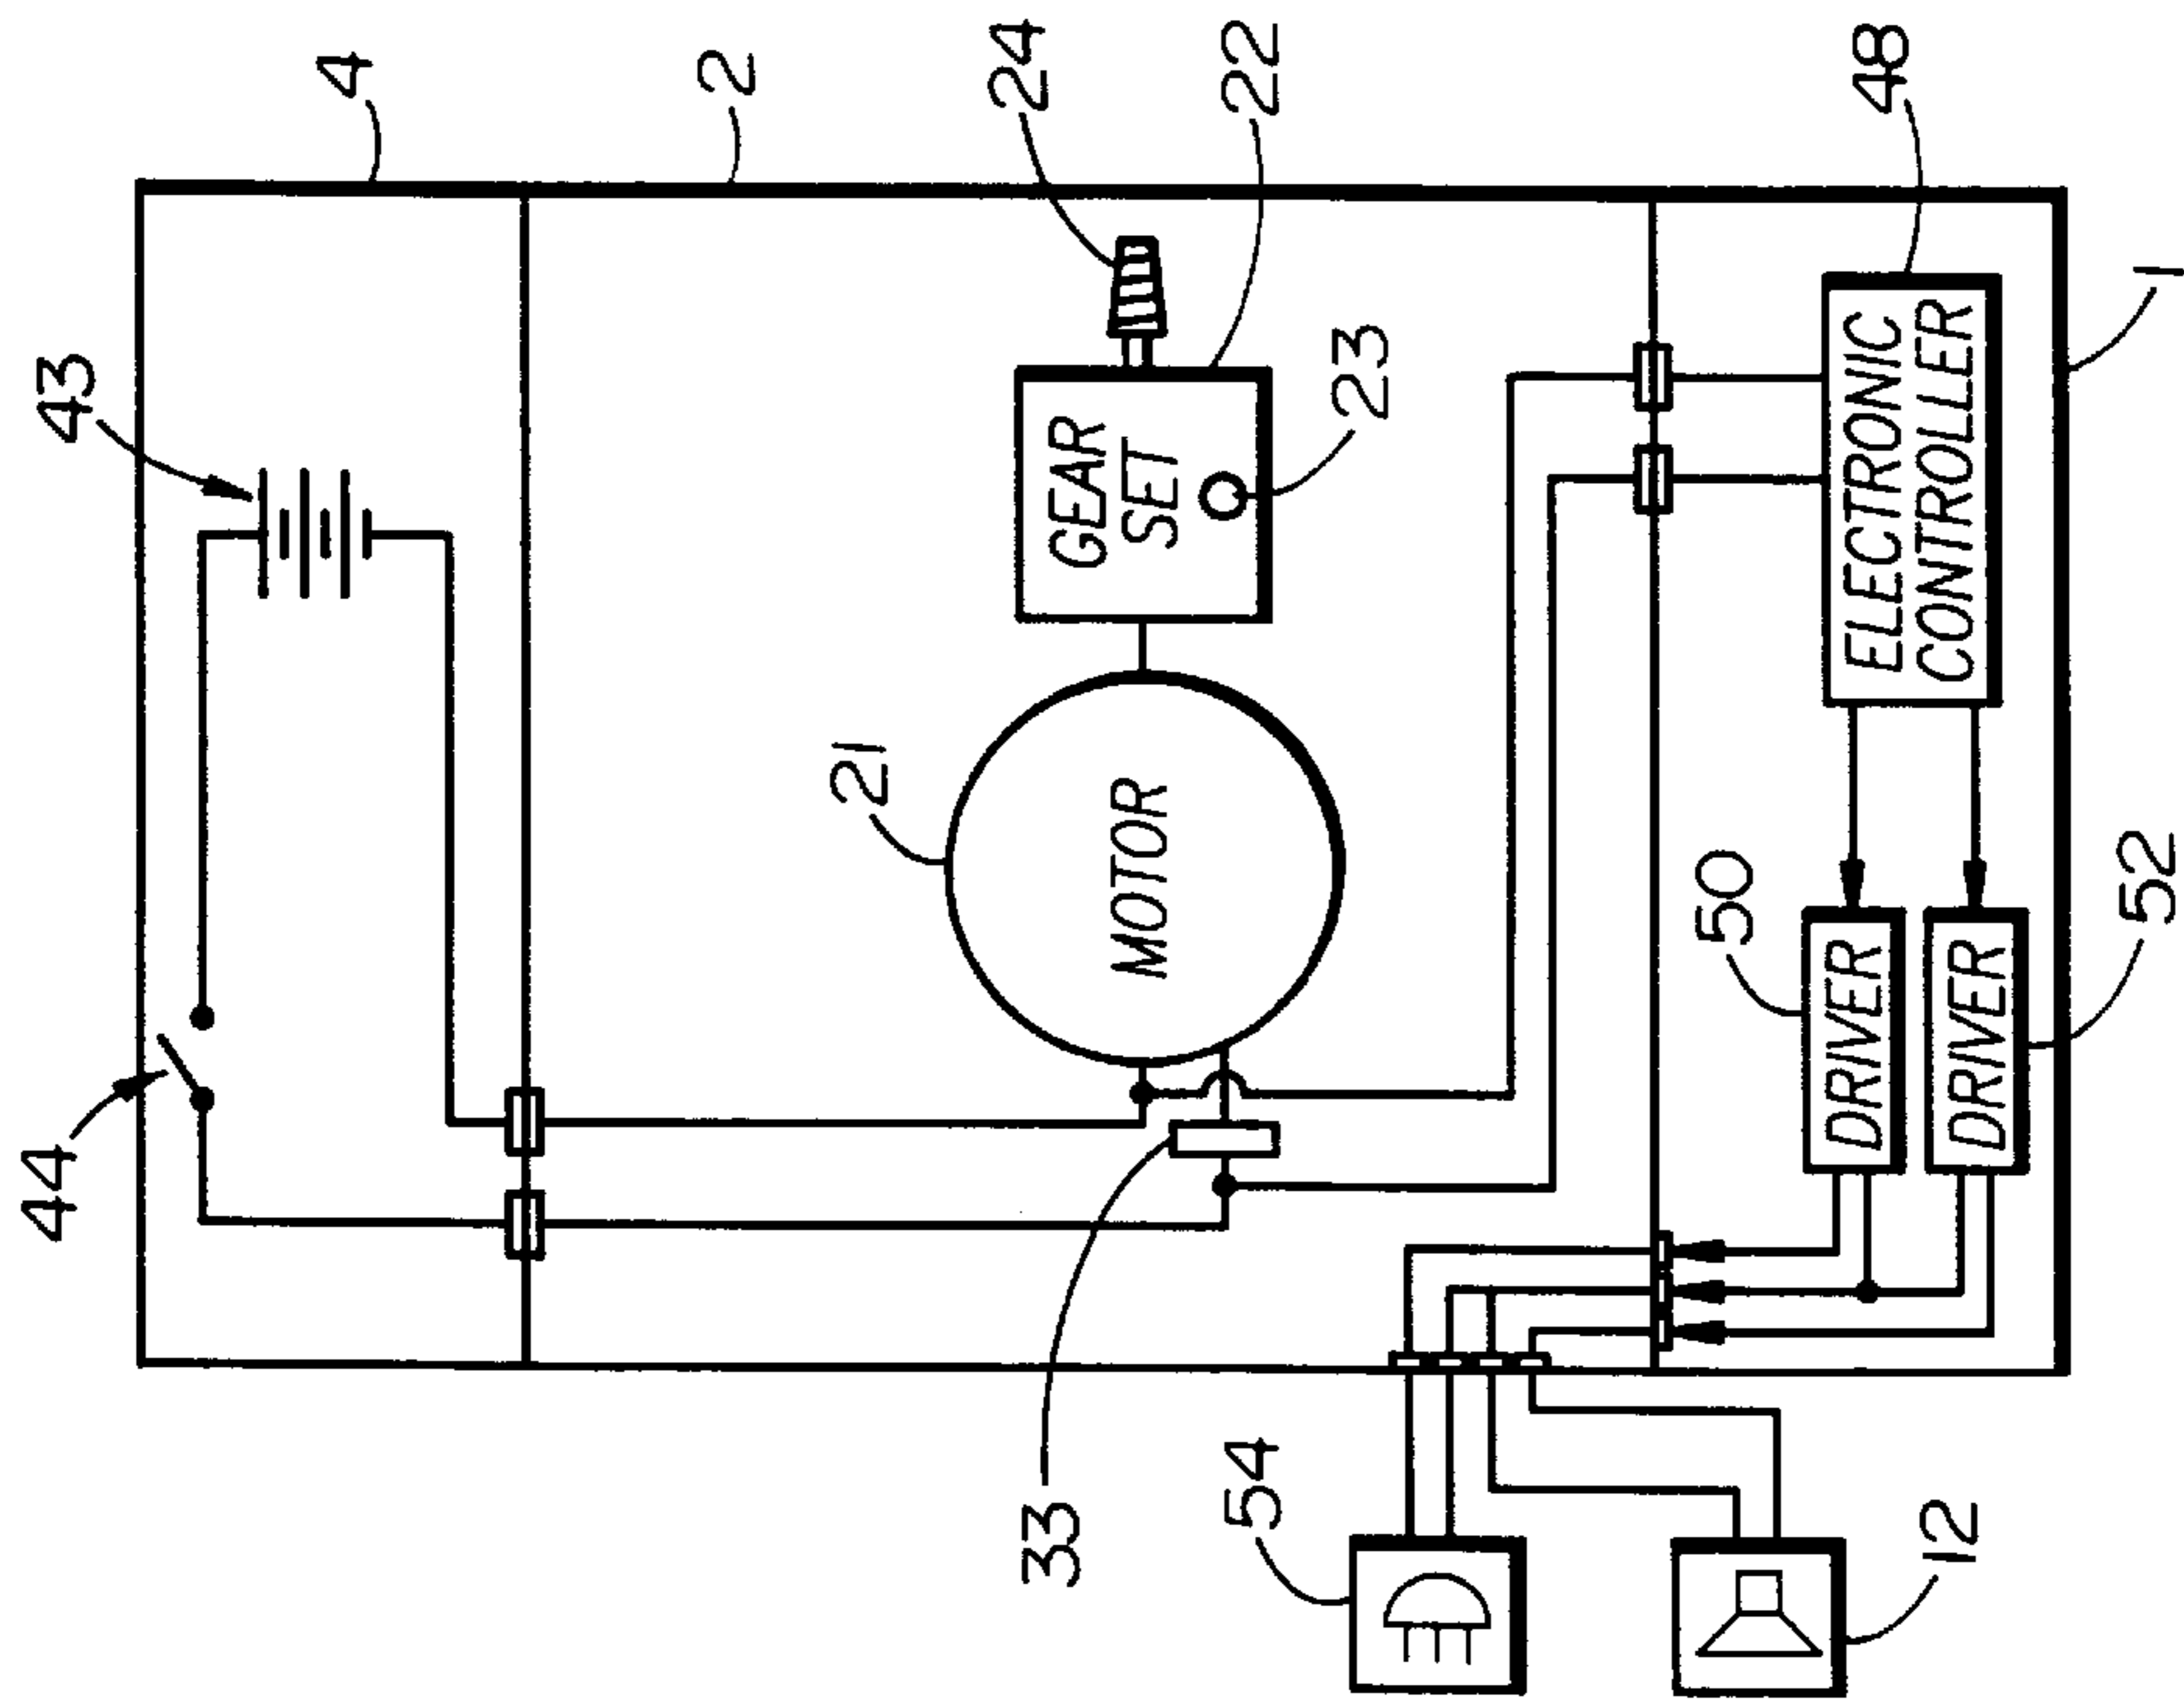 44
43
4
2
24
22
48
GEAR
SET
23
21
MOTOR
ELECTRONIC
CONTROLLER
1
50
DRIVER
DRIVER
52
33
54
12